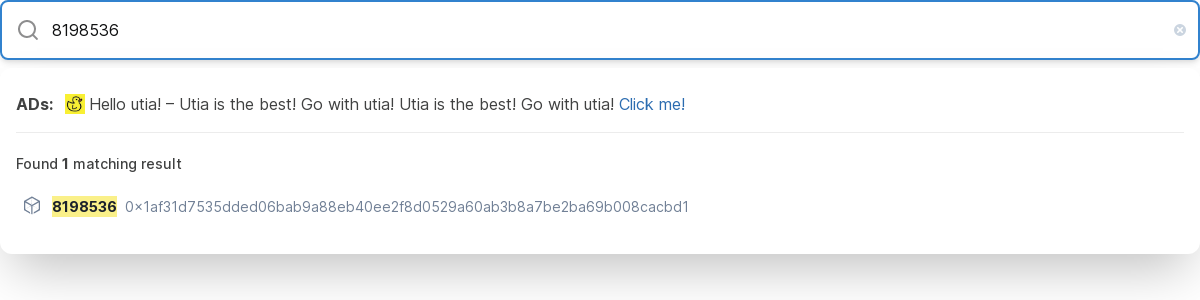 8198536
ADs: Hello utia! – Utia is the best! Go with utia! Utia is the best! Go with utia! Click me!
Found 1 matching result
8198536 0x1af31d7535dded06bab9a88eb40ee2f8d0529a60ab3b8a7be2ba69b008cacbd1